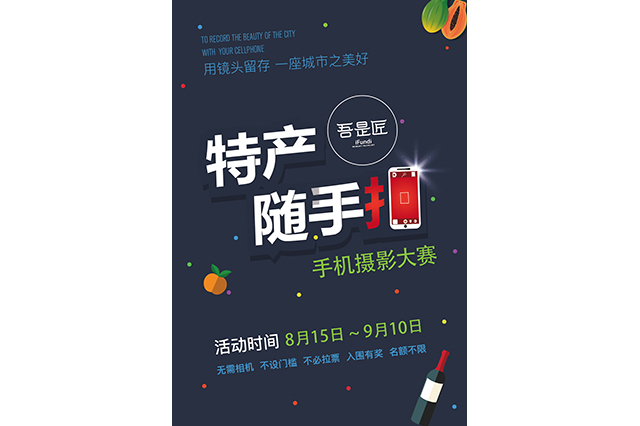 TO RECORD THE BEAUTY OF THE CITY
WITH YOUR CELLPHONE
用镜头留存 一座城市之美好
吾是匠
iFundi
特产
随手拍
手机摄影大赛
活动时间 8月15日 ~ 9月10日
无需相机 不设门槛 不必拉票 入围有奖 名额不限